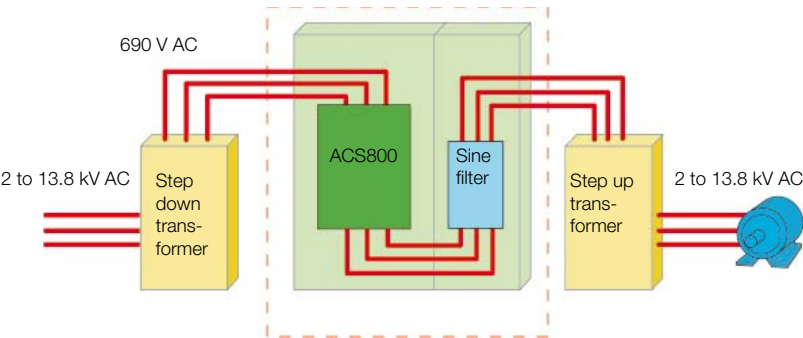 690 V AC
ACS800
Sine
filter
2 to 13.8 kV AC
Step
down
trans-
former
Step up
trans-
former
2 to 13.8 kV AC